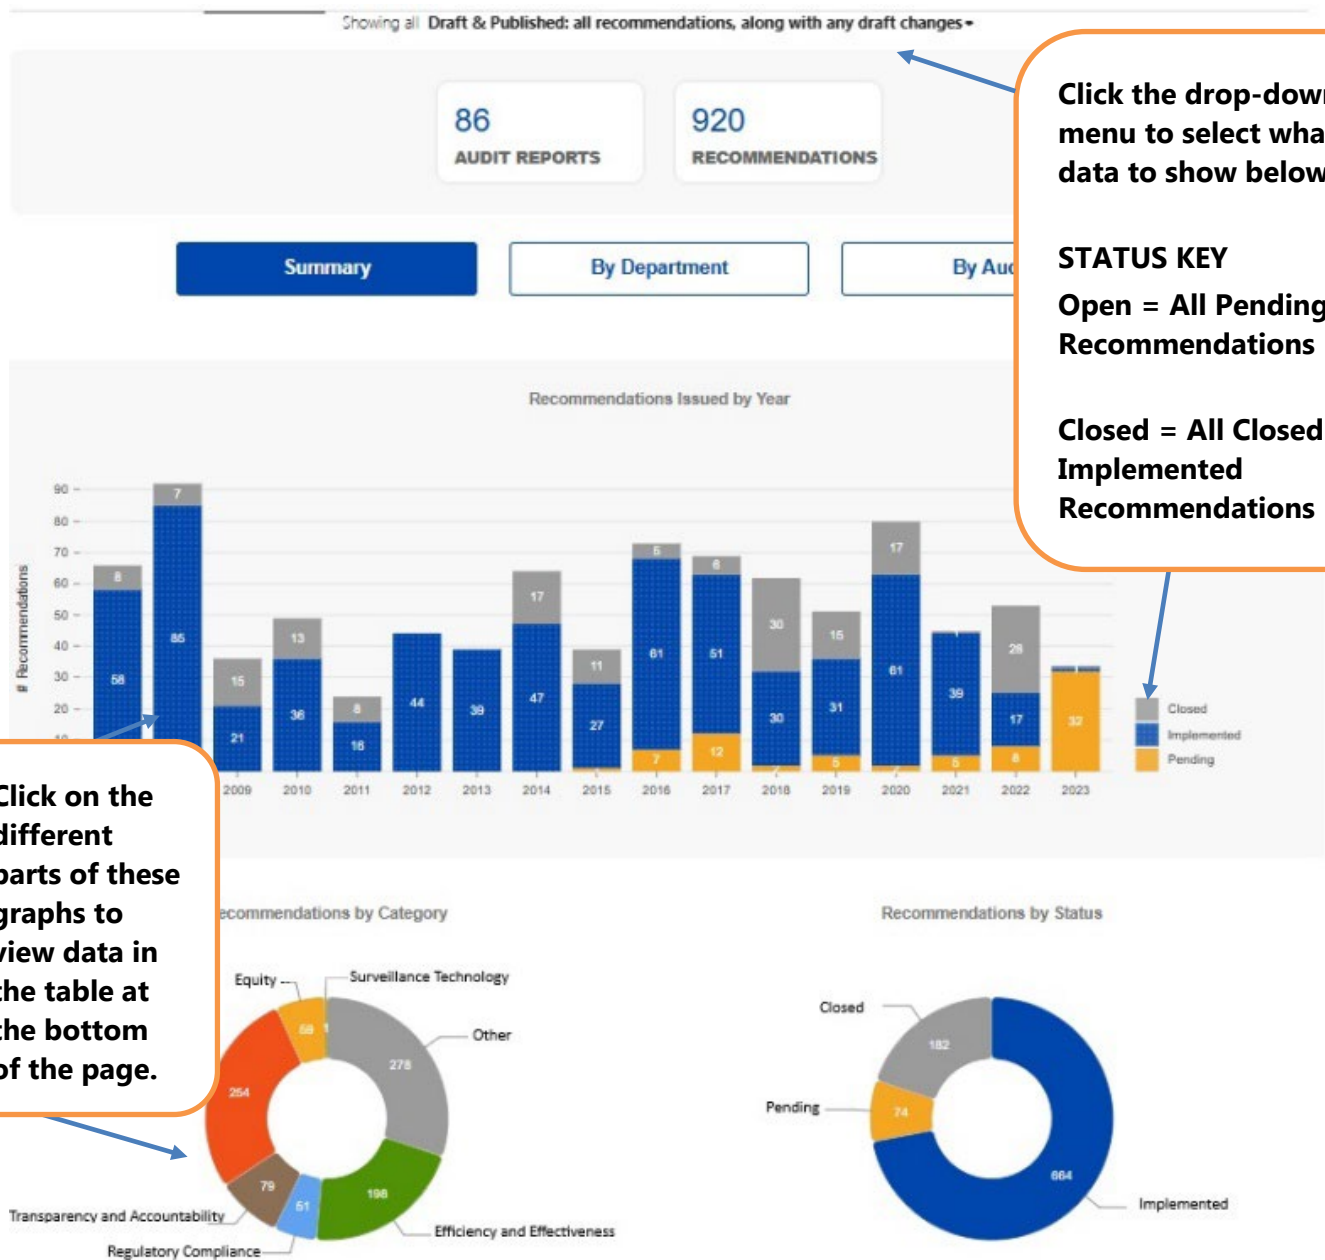 Showing all Draft & Published: all recommendations, along with any draft changes
86
AUDIT REPORTS
920
RECOMMENDATIONS
Click the drop-down
menu to select wha
data to show below
STATUS KEY
Open = All Pending
Recommendations
Closed = All Closed
Implemented
Recommendations
Summary
By Department
By Aud
Recommendations Issued by Year
# Recommendations
90
80
70
60
50
40
30
20
10
8
58
7
85
15
21
13
36
8
16
44
39
17
47
11
27
5
61
7
6
51
12
30
30
2
15
31
5
17
61
2
1
39
5
28
17
8
32
2009
2010
2011
2012
2013
2014
2015
2016
2017
2018
2019
2020
2021
2022
2023
Closed
Implemented
Pending
Click on the
different
parts of these
graphs to
view data in
the table at
the bottom
of the page.
ecommendations by Category
Equity
Surveillance Technology
Other
59
1
278
254
79
51
198
Transparency and Accountability
Regulatory Compliance
Efficiency and Effectiveness
Recommendations by Status
Closed
182
Pending
74
664
Implemented